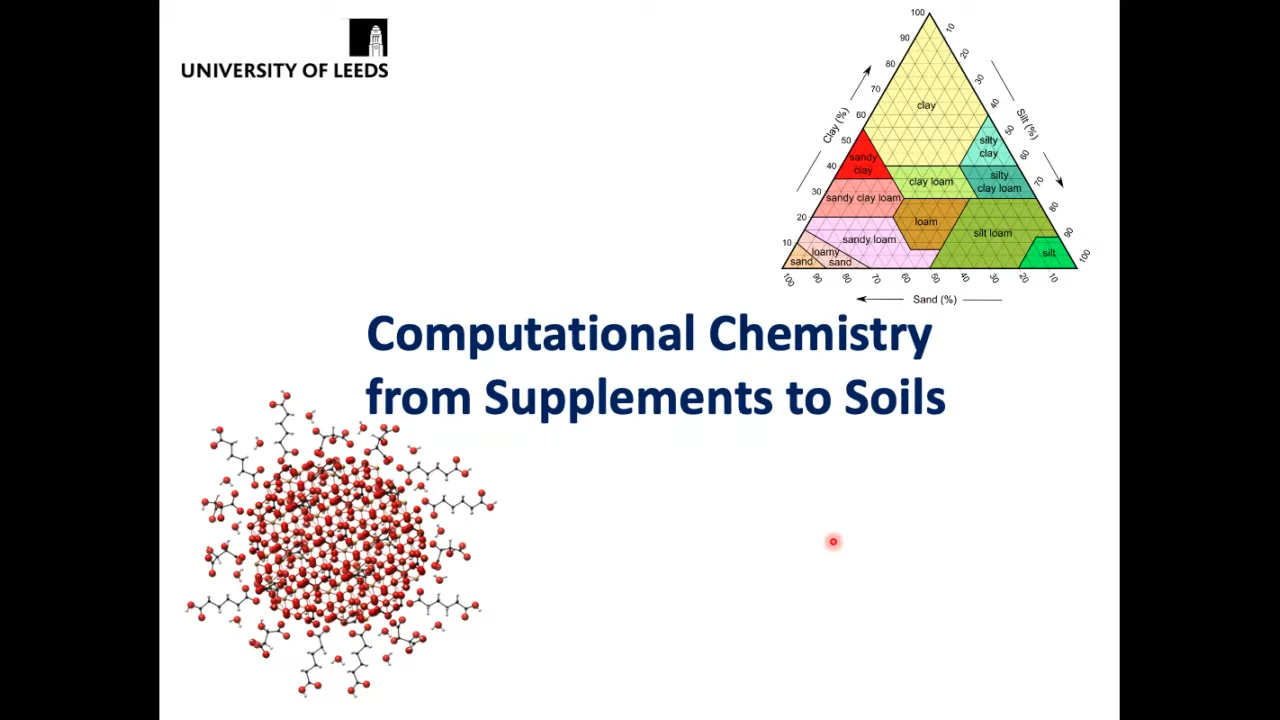 UNIVERSITY OF LEEDS
100
90
80
70
60
50
40
30
20
10
Clay (%)
10
20
30
40
50
60
70
80
90
100
Silt (%)
clay
silty
clay
sandy
clay
clay loam
silty
clay loam
sandy clay loam
loam
silt loam
sandy loam
loamy
sand
sand
silt
100
90
80
70
60
50
40
30
20
10
Sand (%)
Computational Chemistry
from Supplements to Soils